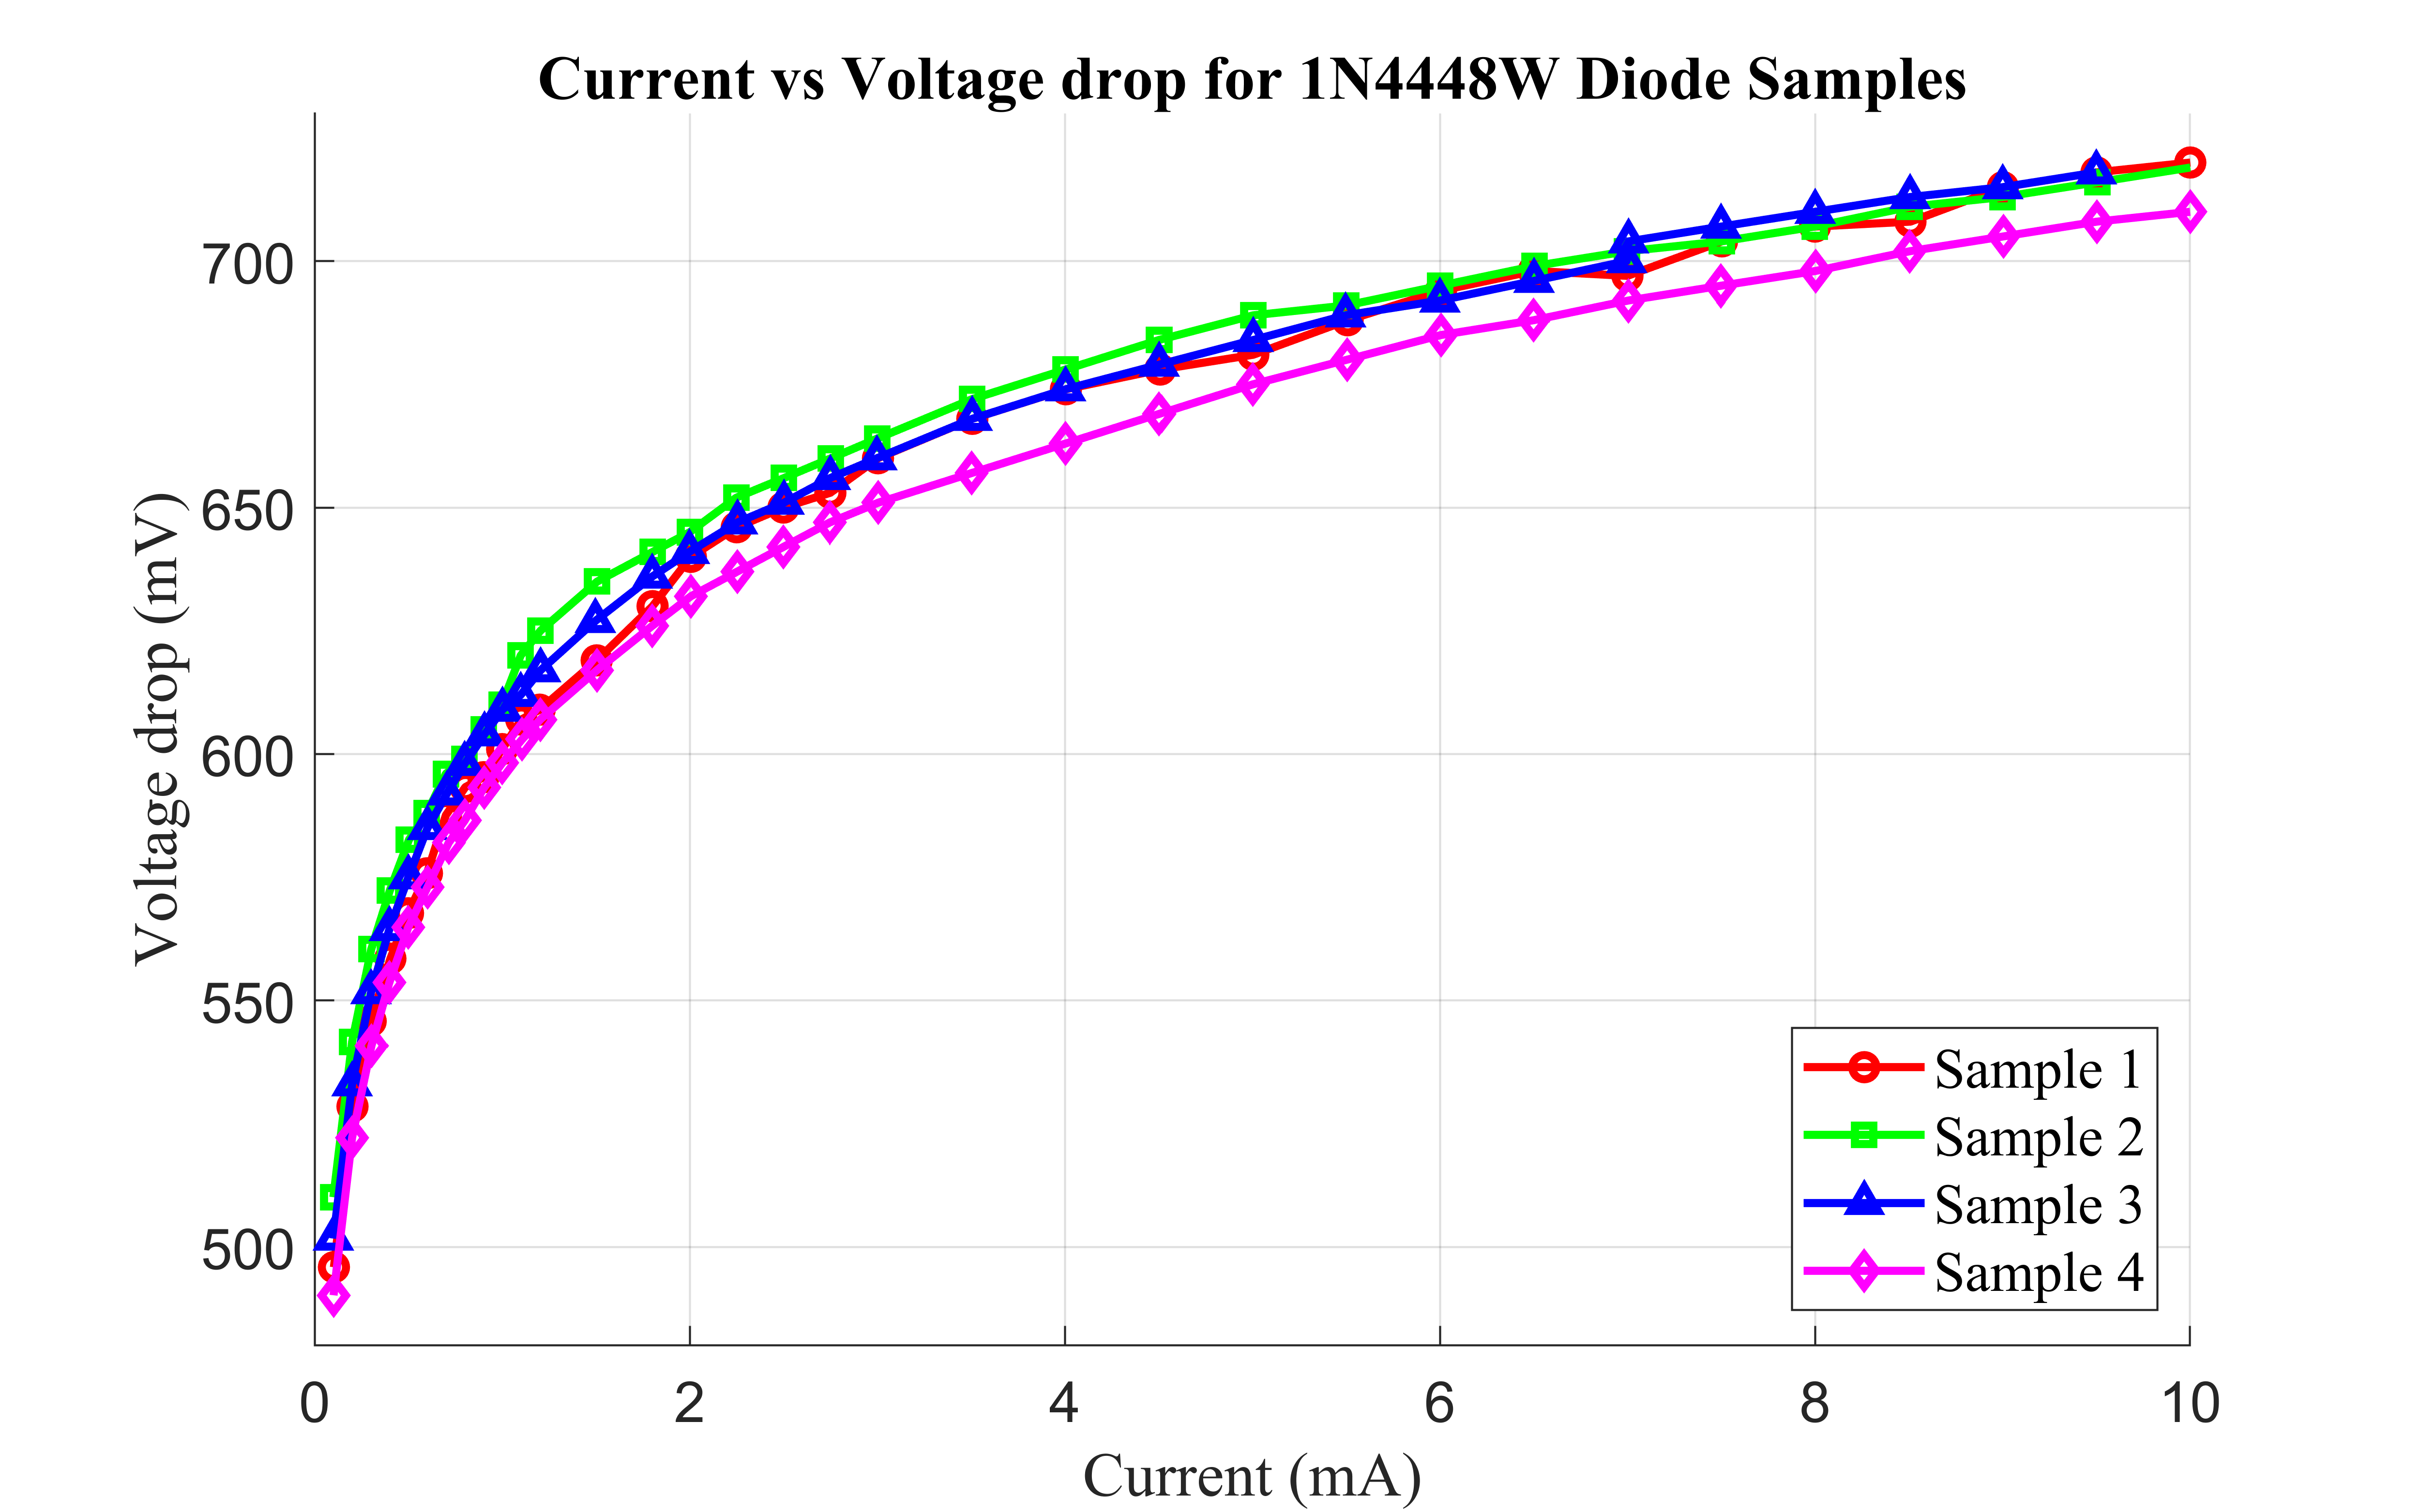 Current vs Voltage drop for 1N4448W Diode Samples
Voltage drop (mV)
700
650
600
550
500
0 2 4 6 8 10
Current (mA)
Sample 1
Sample 2
Sample 3
Sample 4